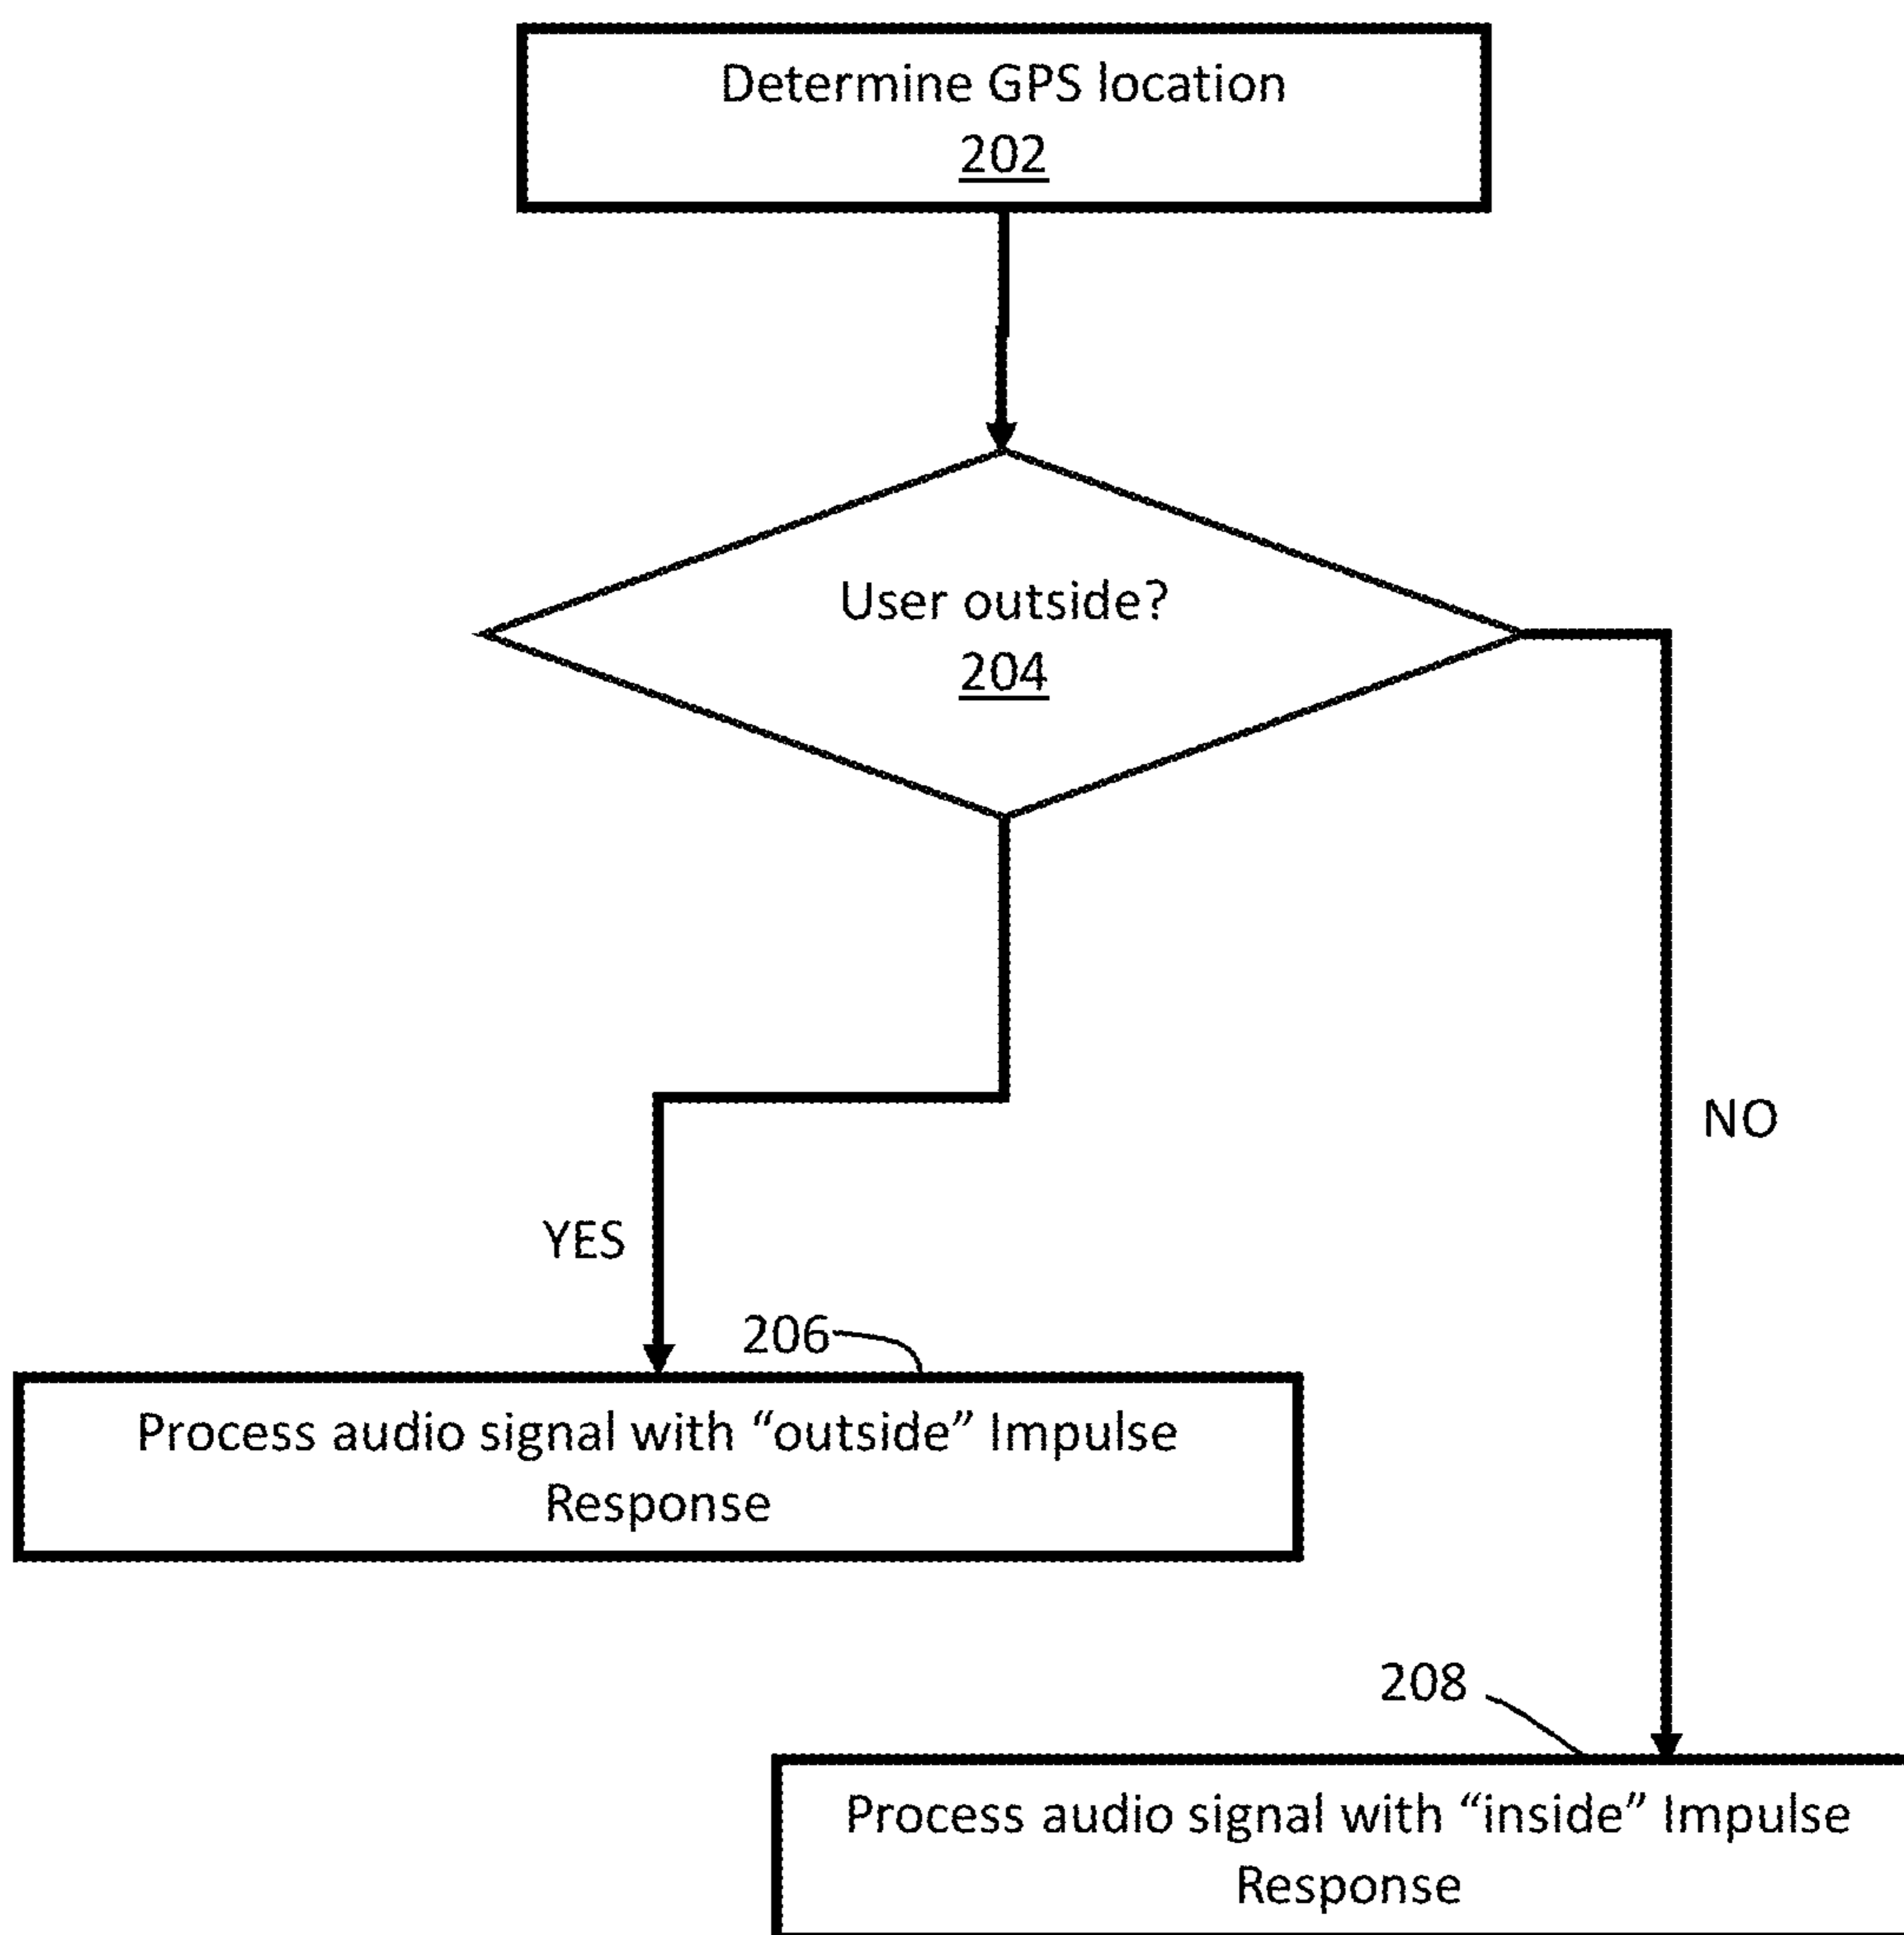 Determine GPS location
202
User outside?
204
NO
YES
206
Process audio signal with “outside” Impulse
Response
208
Process audio signal with “inside” Impulse
Response